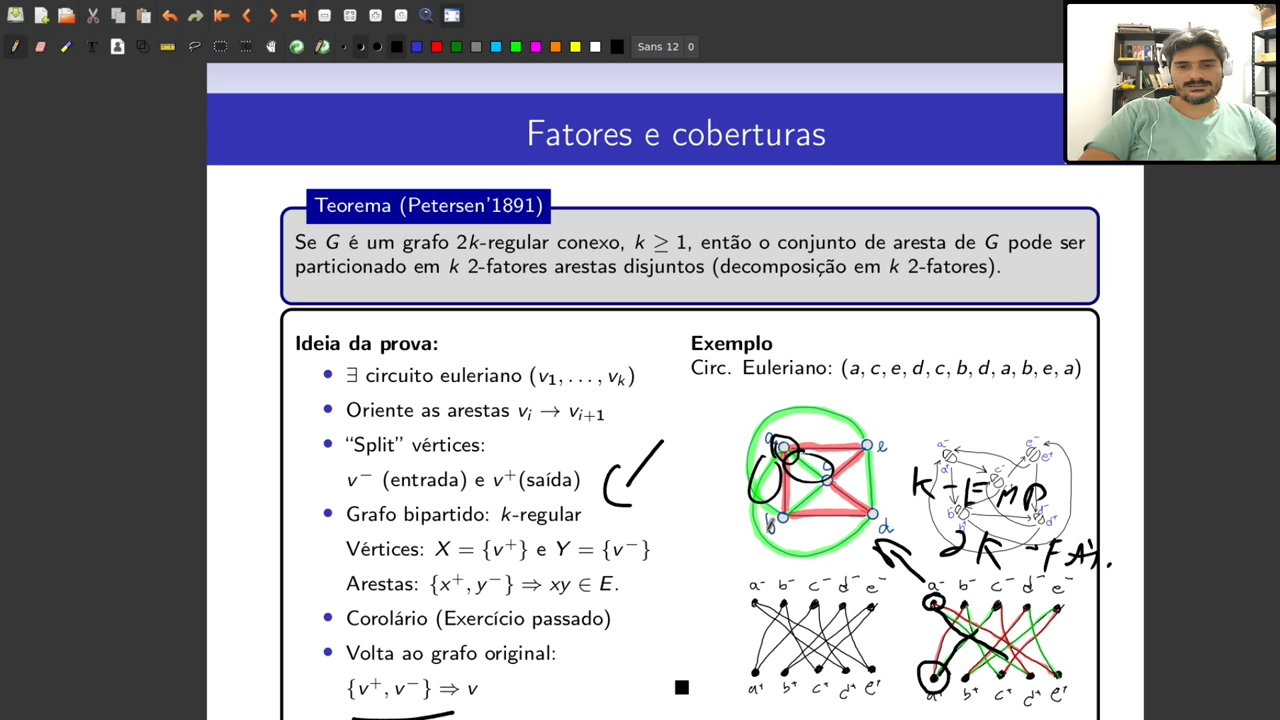 Sans 12 0
Fatores e coberturas
Teorema (Petersen'1891)
Se G é um grafo 2k-regular conexo, k ≥ 1, então o conjunto de aresta de G pode ser
particionado em k 2-fatores arestas disjuntos (decomposição em k 2-fatores).
Ideia da prova:
• ∃ circuito euleriano (v₁, . . . , vₖ)
• Oriente as arestas vᵢ → vᵢ₊₁
• “Split” vértices:
v⁻ (entrada) e v⁺(saída)
• Grafo bipartido: k-regular
Vértices: X = {v⁺} e Y = {v⁻}
Arestas: {x⁺, y⁻} ⇒ xy ∈ E.
• Corolário (Exercício passado)
• Volta ao grafo original:
{v⁺, v⁻} ⇒ v
Exemplo
Circ. Euleriano: (a, c, e, d, c, b, d, a, b, e, a)
a e
c
b d
a⁻ e⁻
e⁺
K-EMP
d⁺
2K-FAT.
a⁻ b⁻ c⁻ d⁻ e⁻
a⁺ b⁺ c⁺ d⁺ e⁺
a⁻ b⁻ c⁻ d⁻ e⁻
a⁺ b⁺ c⁺ d⁺ e⁺